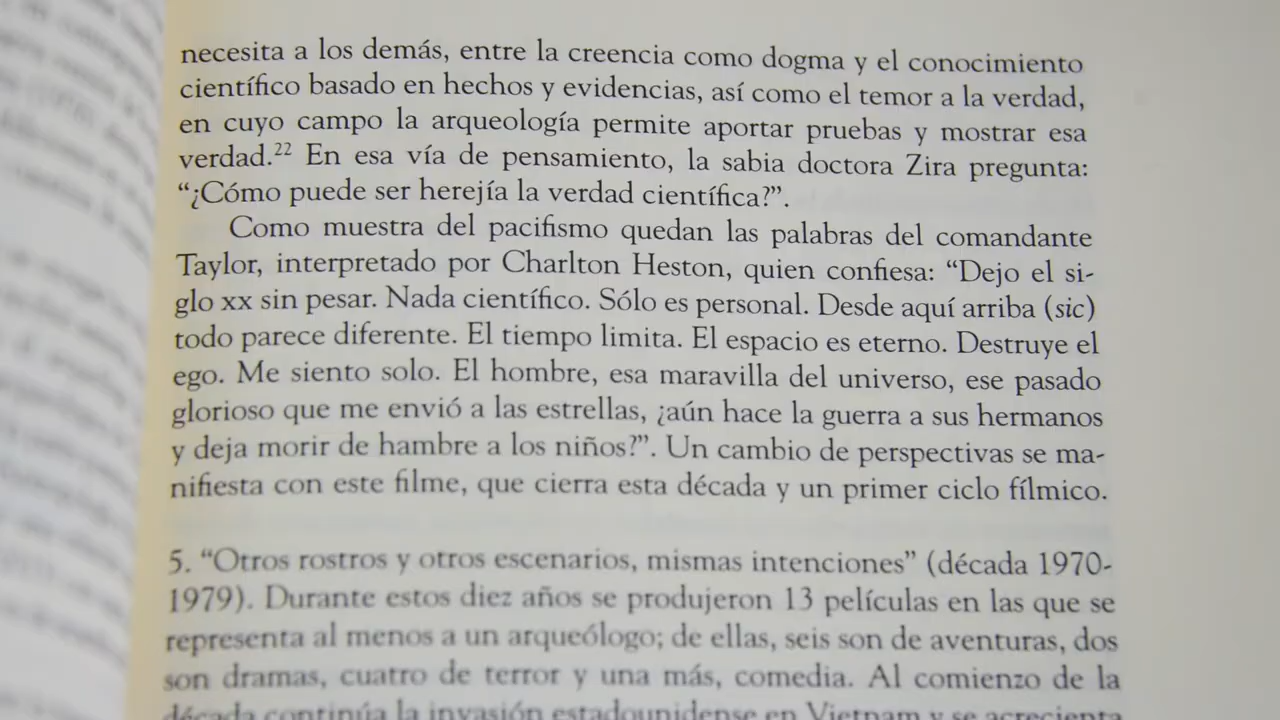 necesita a los demás, entre la creencia como dogma y el conocimiento
científico basado en hechos y evidencias, así como el temor a la verdad,
en cuyo campo la arqueología permite aportar pruebas y mostrar esa
verdad.²² En esa vía de pensamiento, la sabia doctora Zira pregunta:
“¿Cómo puede ser herejía la verdad científica?”.
Como muestra del pacifismo quedan las palabras del comandante
Taylor, interpretado por Charlton Heston, quien confiesa: “Dejo el si-
glo xx sin pesar. Nada científico. Sólo es personal. Desde aquí arriba (sic)
todo parece diferente. El tiempo limita. El espacio es eterno. Destruye el
ego. Me siento solo. El hombre, esa maravilla del universo, ese pasado
glorioso que me envió a las estrellas, ¿aún hace la guerra a sus hermanos
y deja morir de hambre a los niños?”. Un cambio de perspectivas se ma-
nifiesta con este filme, que cierra esta década y un primer ciclo fílmico.
5. “Otros rostros y otros escenarios, mismas intenciones” (década 1970-
1979). Durante estos diez años se produjeron 13 películas en las que se
representa al menos a un arqueólogo; de ellas, seis son de aventuras, dos
son dramas, cuatro de terror y una más, comedia. Al comienzo de la
década continúa la invasión estadounidense en Vietnam y se acrecienta